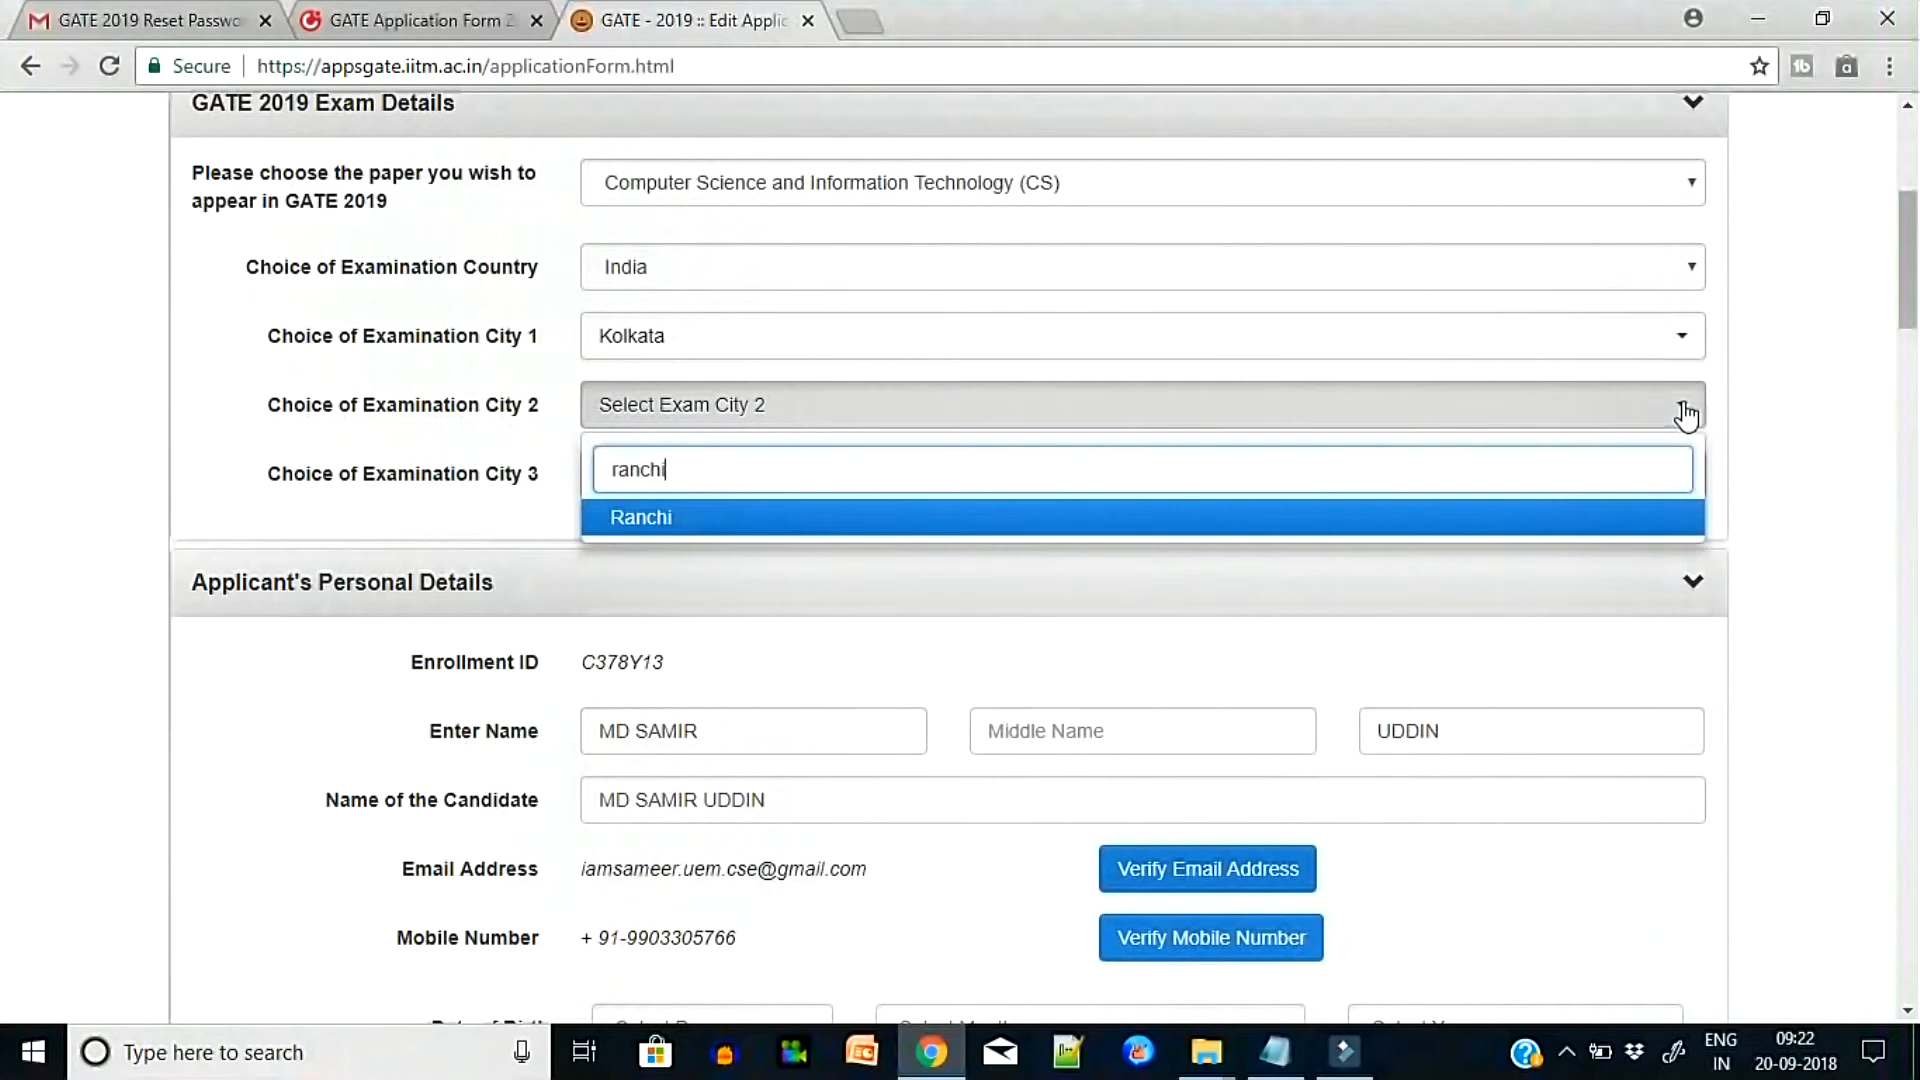 GATE 2019 Reset Passwo
GATE Application Form 2
GATE - 2019 :: Edit Applic
Secure
https://appsgate.iitm.ac.in/applicationForm.html
GATE 2019 Exam Details
Please choose the paper you wish to
appear in GATE 2019
Computer Science and Information Technology (CS)
Choice of Examination Country
India
Choice of Examination City 1
Kolkata
Choice of Examination City 2
Select Exam City 2
Choice of Examination City 3
ranchi
Ranchi
Applicant's Personal Details
Enrollment ID
C378Y13
Enter Name
MD SAMIR
Middle Name
UDDIN
Name of the Candidate
MD SAMIR UDDIN
Email Address
iamsameer.uem.cse@gmail.com
Verify Email Address
Mobile Number
+ 91-9903305766
Verify Mobile Number
Type here to search
ENG
IN
09:22
20-09-2018